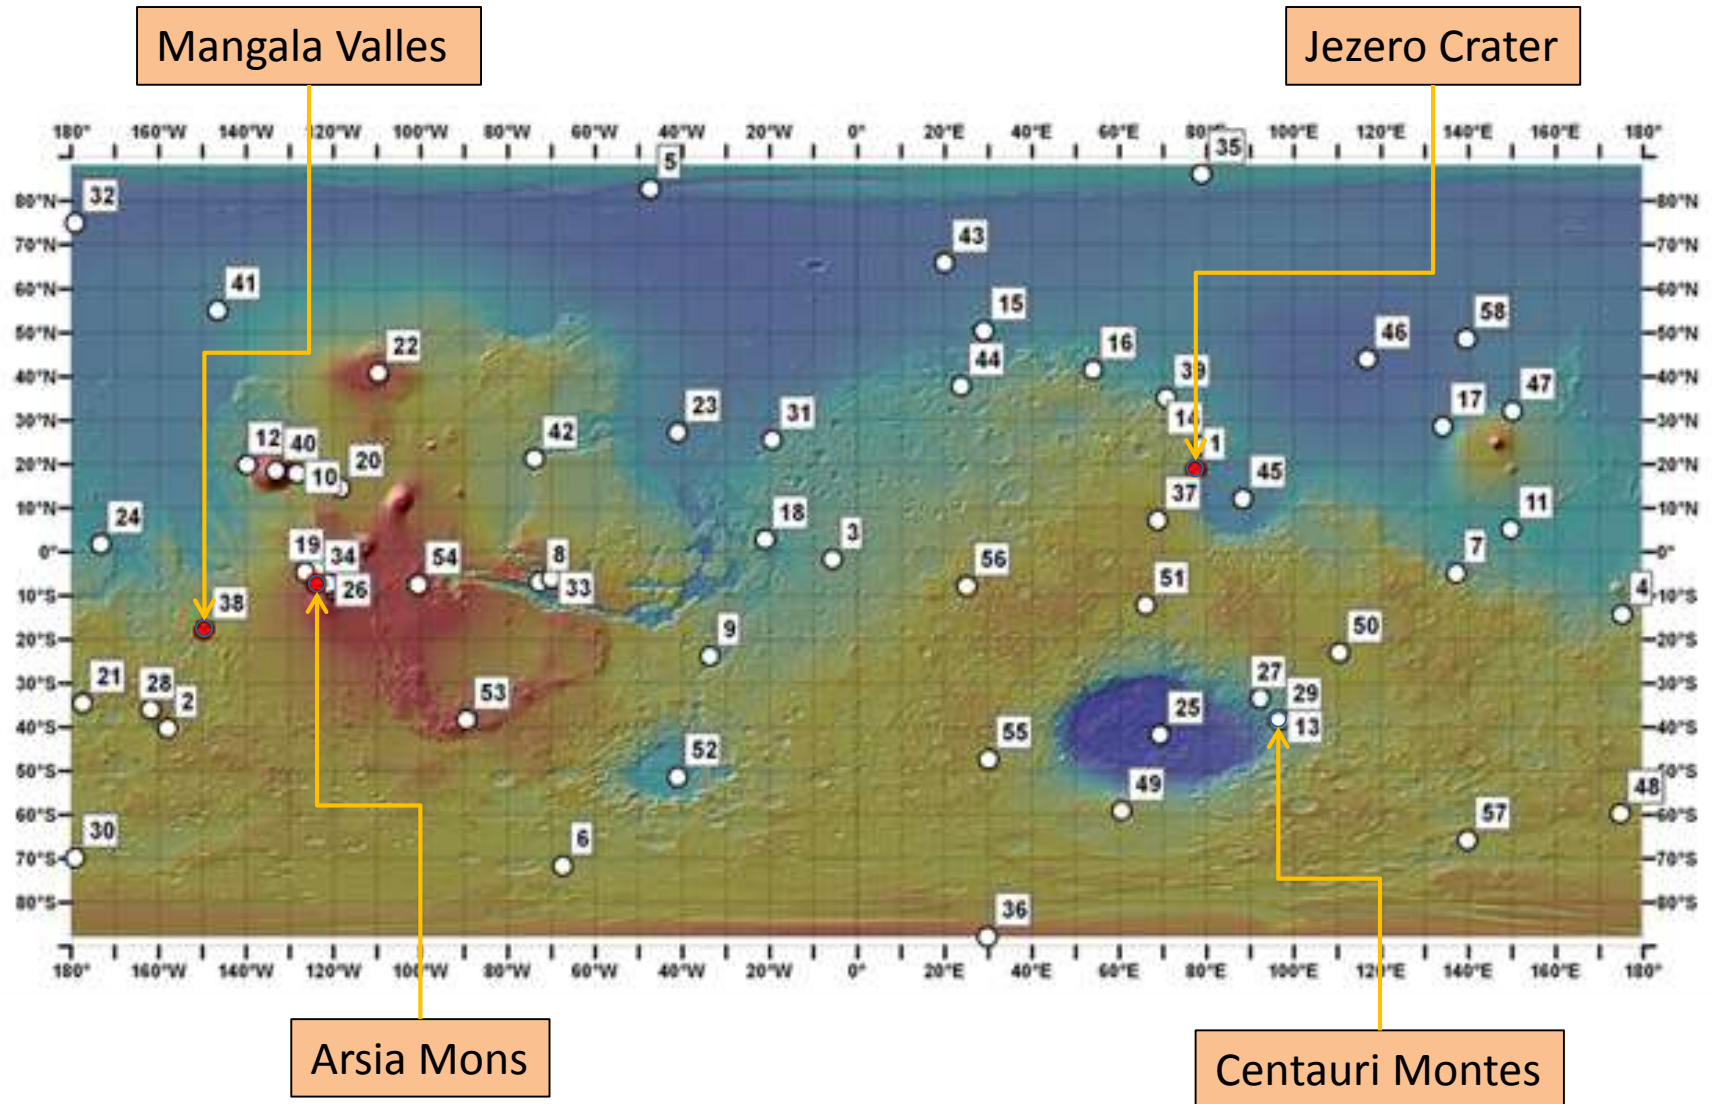 Mangala Valles
Jezero Crater
180° 160°W 140°W 120°W 100°W 80°W 60°W 40°W 20°W 0° 20°E 40°E 60°E 80°E 100°E 120°E 140°E 160°E 180°
35
5
32
80°N 80°N
43
70°N 70°N
41
60°N 60°N
15 58
50°N 46 50°N
22 16
44 39 47
40°N 40°N
23 31 14 17
30°N 30°N
12 40 42 1
20 45
20°N 10 20°N
37 11
10°N 10°N
24 18 3
0° 19 34 54 8 7 0°
26 33 56 51 4
10°S 10°S
38
9 50
20°S 20°S
21 28 2 27 29
30°S 53 25 30°S
13
40°S 55 40°S
52
50°S 49 50°S
48
60°S 57 60°S
30 6
70°S 70°S
80°S 36 80°S
180° 160°W 140°W 120°W 100°W 80°W 60°W 40°W 20°W 0° 20°E 40°E 60°E 80°E 100°E 120°E 140°E 160°E 180°
Arsia Mons
Centauri Montes